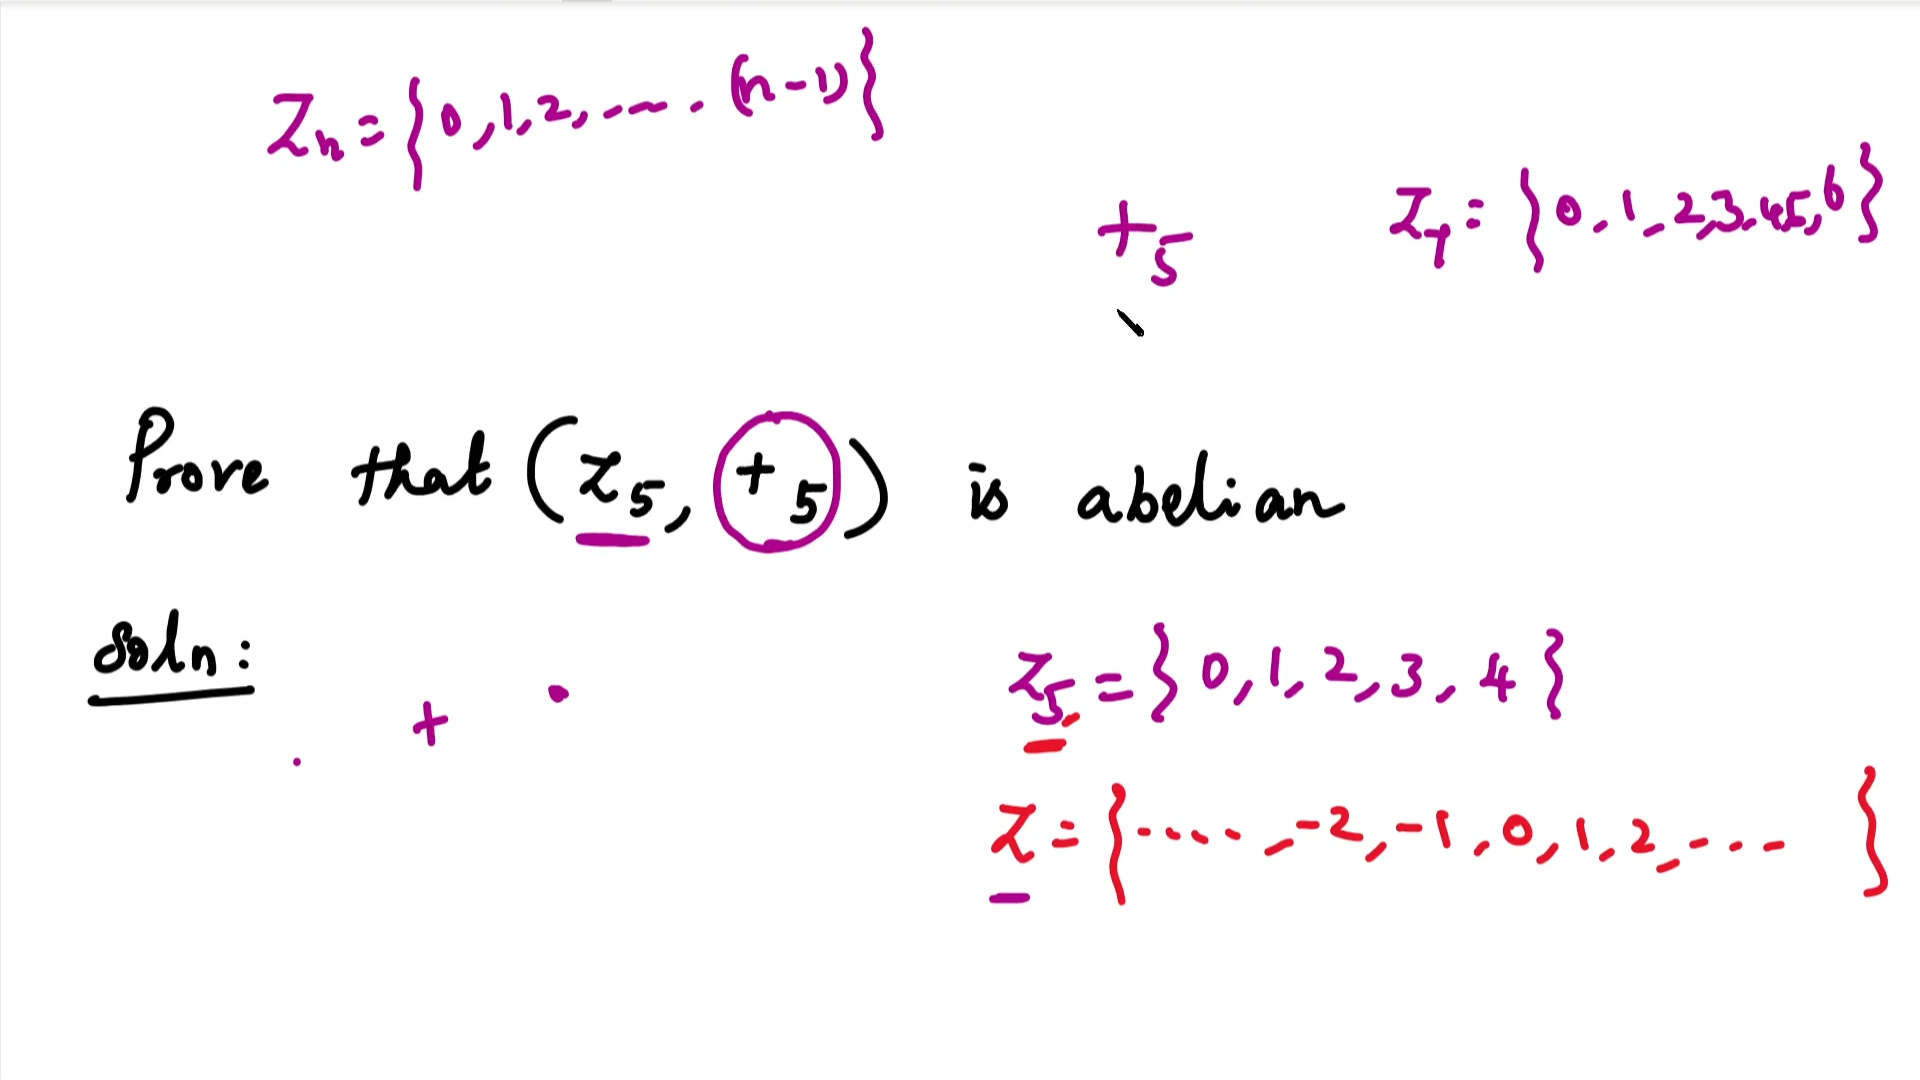 Zn = {0, 1, 2, ---- . (n-1)}
+5
Z7 = {0, 1, 2, 3, 4, 5, 6}
Prove that (Z5, +5) is abelian
Soln:
+ .
Z5 = {0, 1, 2, 3, 4}
Z = {...., -2, -1, 0, 1, 2, ... }